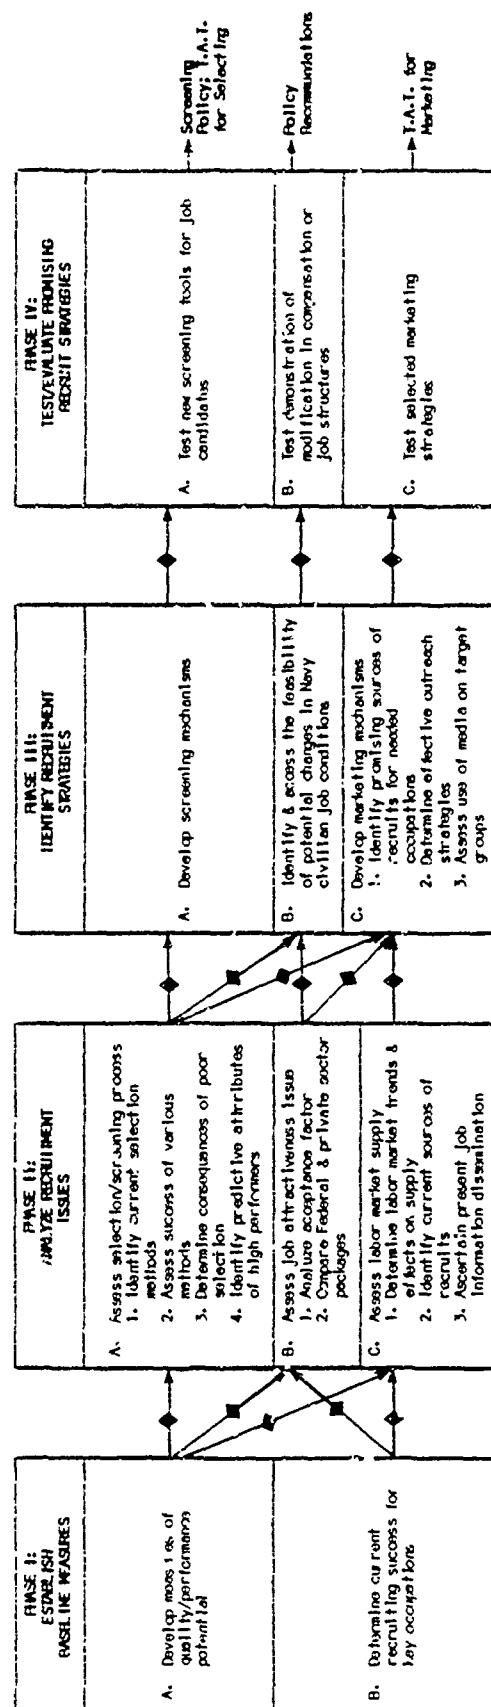 PHASE I:
ESTABLISH
BASELINE MEASURES
A. Develop measures of
quality/performance
potential
B. Determine current
recruiting success for
key occupations
PHASE II:
ANALYZE RECRUITMENT
ISSUES
A. Assess selection/screening process
1. Identify current selection
methods
2. Assess success of various
methods
3. Determine consequences of poor
selection
4. Identify predictive attributes
of high performers
B. Assess job attractiveness issue
1. Analyze acceptance factor
2. Compare Federal & private sector
packages
C. Assess labor market supply
1. Determine labor market trends &
effects on supply
2. Identify current sources of
recruits
3. Ascertain present job
information dissemination
PHASE III:
IDENTIFY RECRUITMENT
STRATEGIES
A. Develop screening mechanisms
B. Identify & access the feasibility
of potential changes in Navy
civilian job conditions
C. Develop marketing mechanisms
1. Identify promising sources of
recruits for needed
occupations
2. Determine effective outreach
strategies
3. Assess use of media on target
groups
PHASE IV:
TEST/EVALUATE PROMISING
RECRUIT STRATEGIES
A. Test new screening tools for job
candidates
B. Test demonstration of
modification in compensation or
job structures
C. Test selected marketing
strategies
Screening
Policy; T.A.T.
for Selecting
Policy
Recommendations
T.A.T. for
Marketing